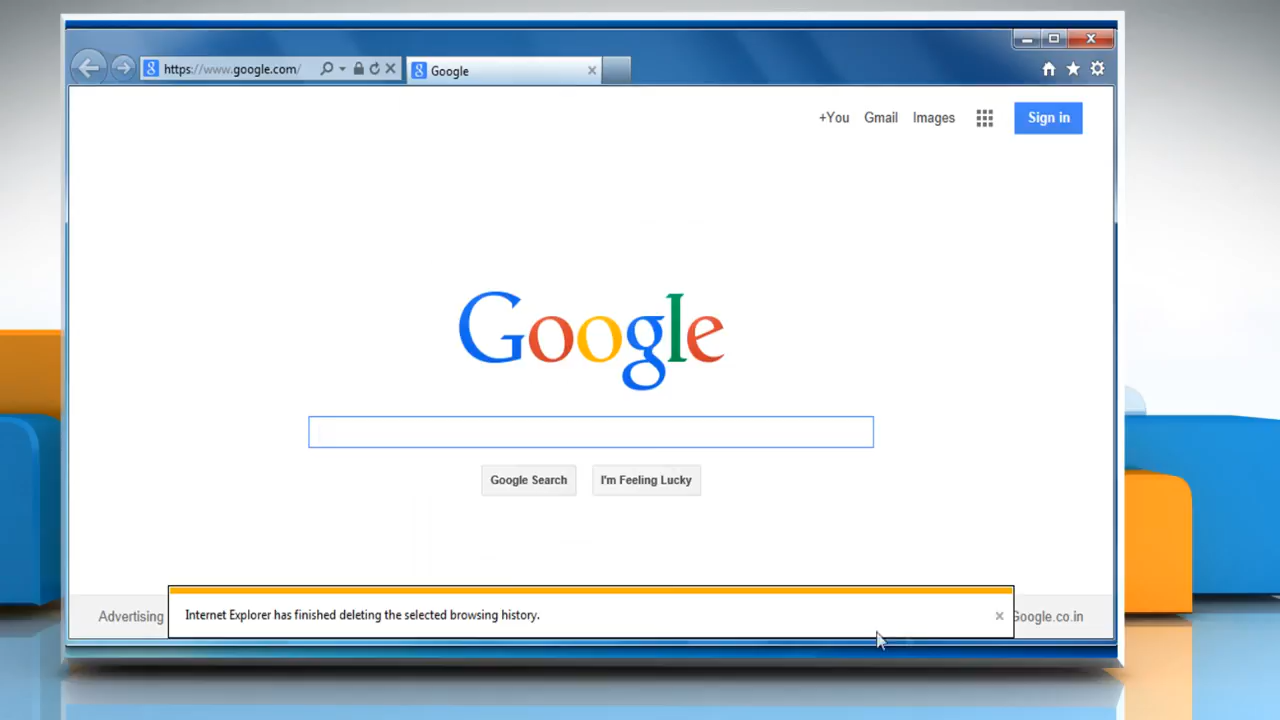 https://www.google.com/
Google
+You Gmail Images Sign in
Google
Google Search I'm Feeling Lucky
Advertising
Internet Explorer has finished deleting the selected browsing history.
Google.co.in